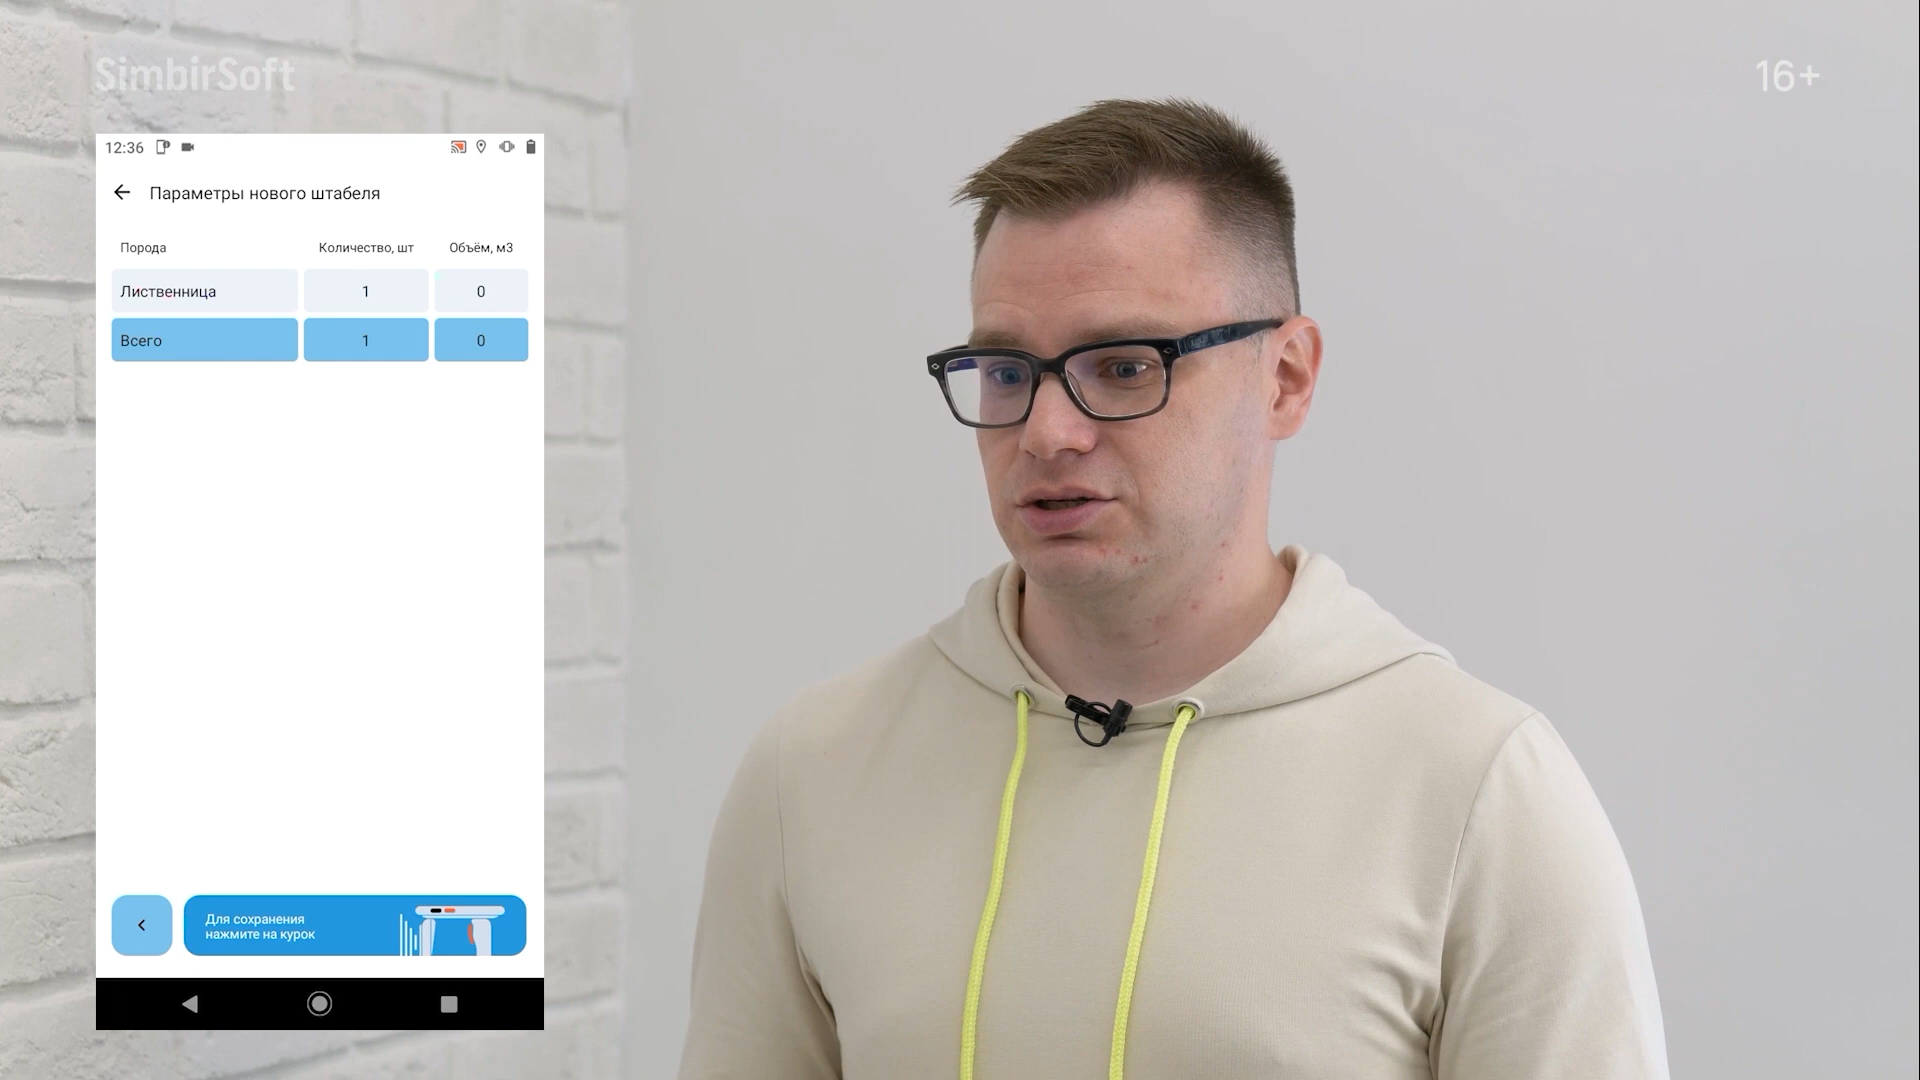 SimbirSoft
16+
12:36
Параметры нового штабеля
Порода Количество, шт Объём, м3
Лиственница 1 0
Всего 1 0
Для сохранения
нажмите на курок